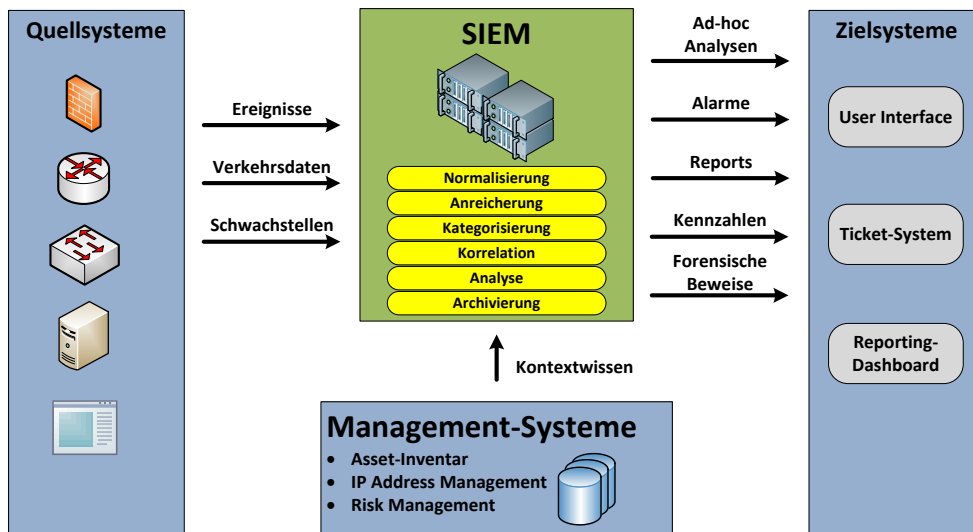 Quellsysteme
Ereignisse
Verkehrsdaten
Schwachstellen
SIEM
Normalisierung
Anreicherung
Kategorisierung
Korrelation
Analyse
Archivierung
Ad-hoc
Analysen
Alarme
Reports
Kennzahlen
Forensische
Beweise
Zielsysteme
User Interface
Ticket-System
Reporting-
Dashboard
Kontextwissen
Management-Systeme
• Asset-Inventar
• IP Address Management
• Risk Management